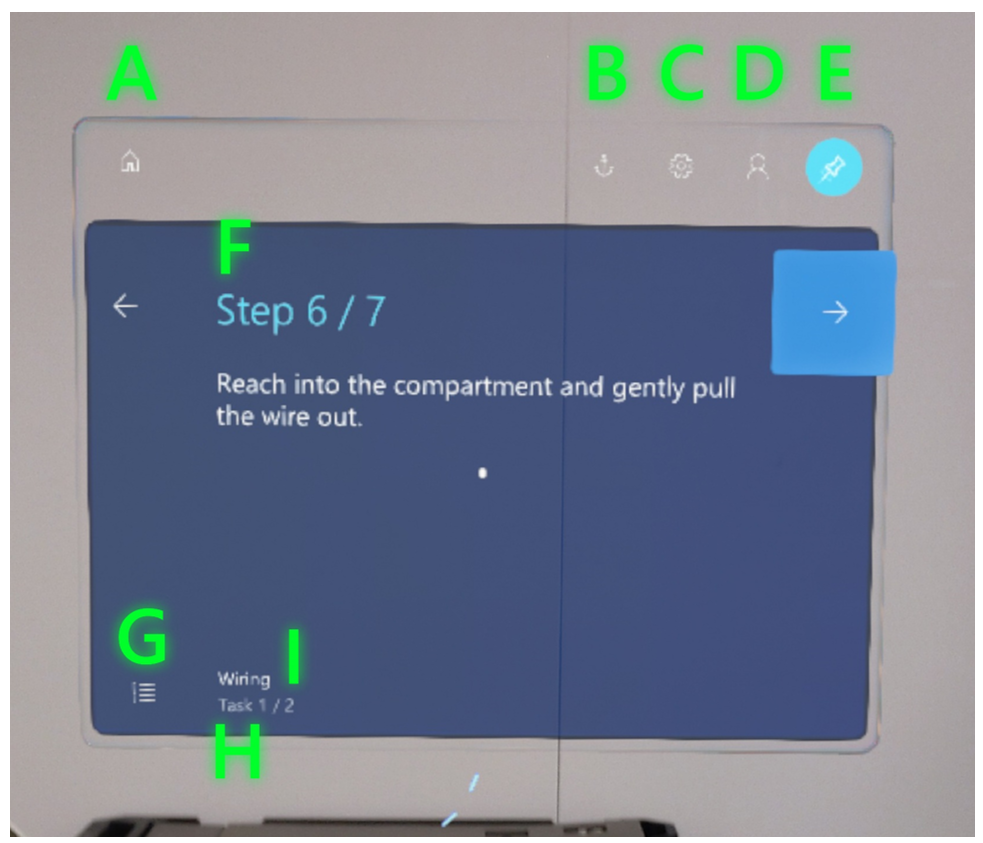 A B C D E
F
Step 6 / 7
Reach into the compartment and gently pull
the wire out.
G
I
Wiring
Task 1 / 2
H